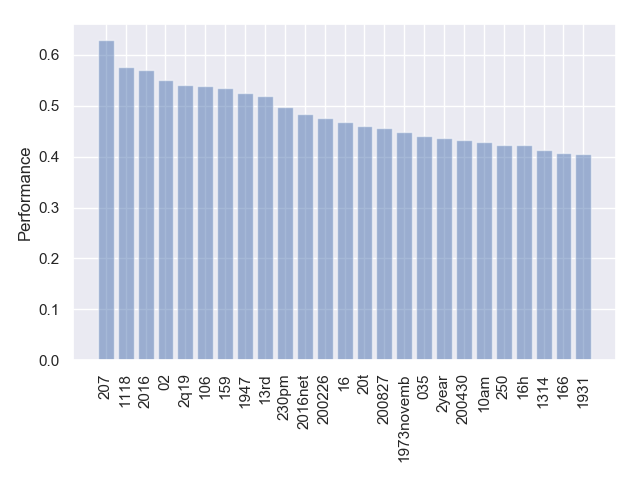 Performance
0.6
0.5
0.4
0.3
0.2
0.1
0.0
207
1118
2016
02
2q19
106
159
1947
13rd
230pm
2016net
200226
16
20t
200827
1973novemb
035
2year
200430
10am
250
16h
1314
166
1931